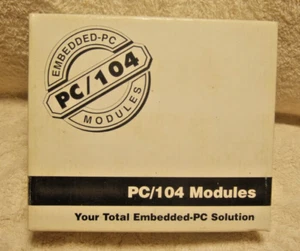 EMBEDDED-PC
PC/104
MODULES
PC/104 Modules
Your Total Embedded-PC Solution